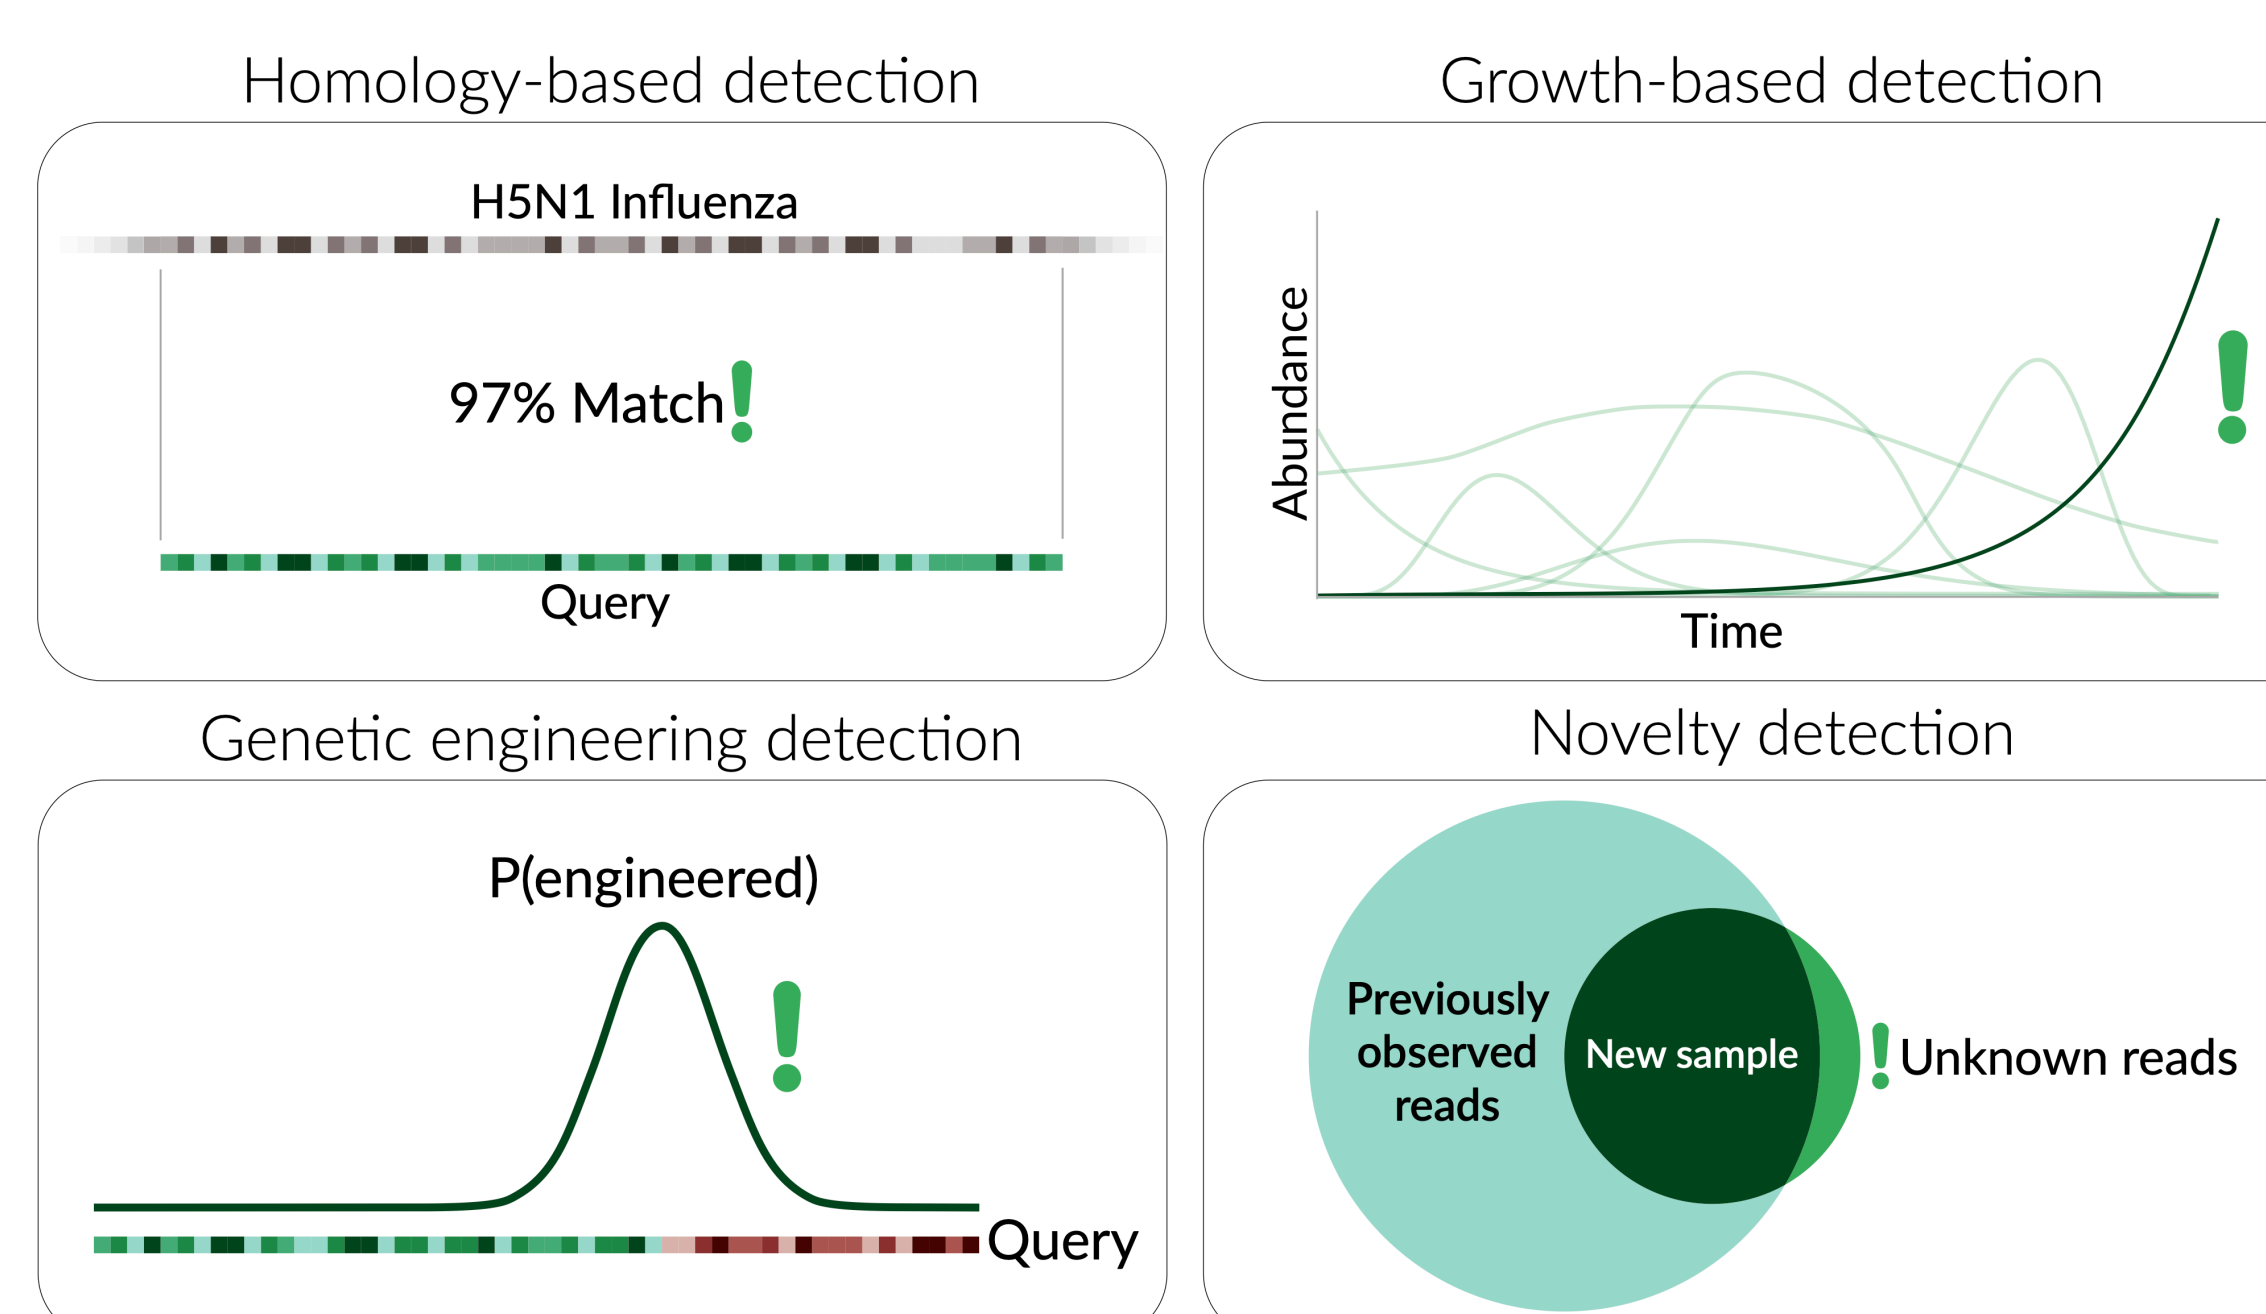 Homology-based detection
H5N1 Influenza
97% Match!
Query
Growth-based detection
Abundance
!
Time
Genetic engineering detection
P(engineered)
!
Query
Novelty detection
Previously
observed
reads
New sample
! Unknown reads